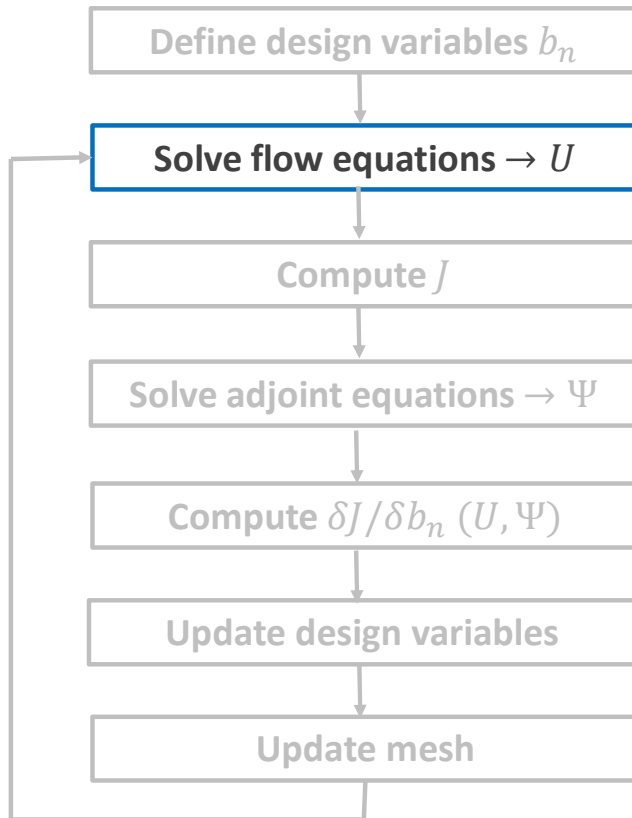 Define design variables bₙ
Solve flow equations → U
Compute J
Solve adjoint equations → Ψ
Compute δJ/δbₙ (U, Ψ)
Update design variables
Update mesh